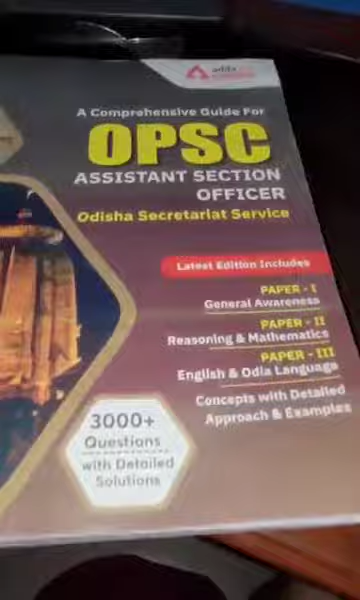 adda
A Comprehensive Guide For
OPSC
ASSISTANT SECTION
OFFICER
Odisha Secretariat Service
Latest Edition Includes
PAPER - I
General Awareness
PAPER - II
Reasoning & Mathematics
PAPER - III
English & Odia Language
Concepts with Detailed
Approach & Examples
3000+
Questions
with Detailed
Solutions